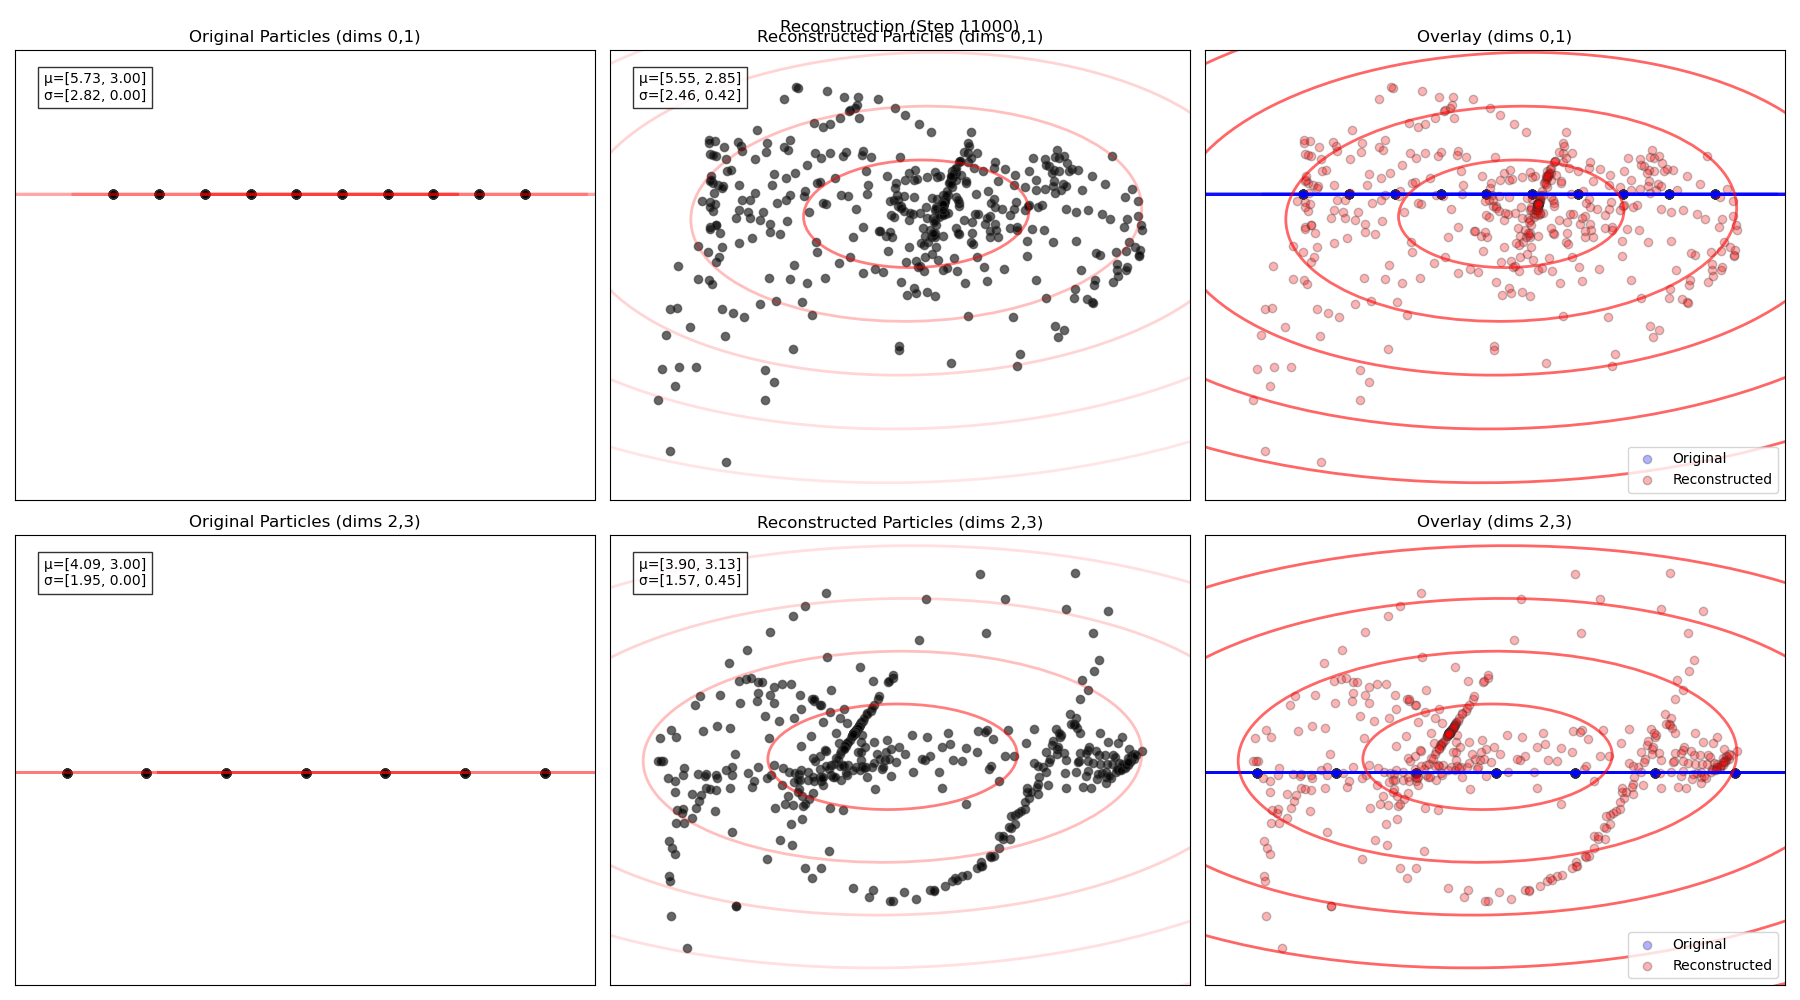 Reconstruction (Step 11000)
Original Particles (dims 0,1)
Reconstructed Particles (dims 0,1)
Overlay (dims 0,1)
μ=[5.73, 3.00]
σ=[2.82, 0.00]
μ=[5.55, 2.85]
σ=[2.46, 0.42]
Original
Reconstructed
Original Particles (dims 2,3)
Reconstructed Particles (dims 2,3)
Overlay (dims 2,3)
μ=[4.09, 3.00]
σ=[1.95, 0.00]
μ=[3.90, 3.13]
σ=[1.57, 0.45]
Original
Reconstructed